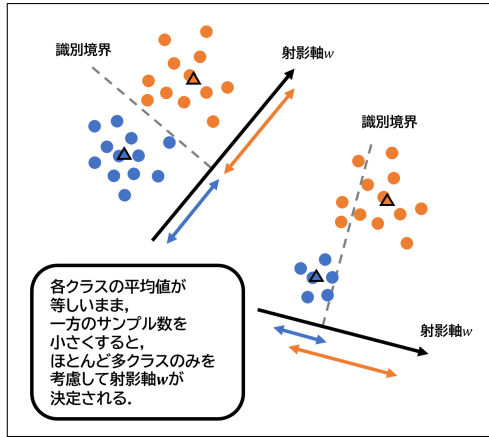 識別境界
射影軸w
識別境界
射影軸w
各クラスの平均値が
等しいまま，
一方のサンプル数を
小さくすると，
ほとんど多クラスのみを
考慮して射影軸wが
決定される．